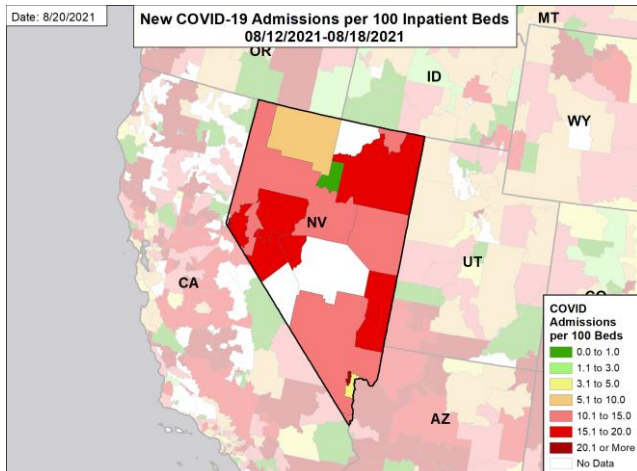 Date: 8/20/2021
New COVID-19 Admissions per 100 Inpatient Beds
08/12/2021-08/18/2021
MT
OR
ID
WY
NV
UT
CA
CO
AZ
COVID
Admissions
per 100 Beds
0.0 to 1.0
1.1 to 3.0
3.1 to 5.0
5.1 to 10.0
10.1 to 15.0
15.1 to 20.0
20.1 or More
No Data